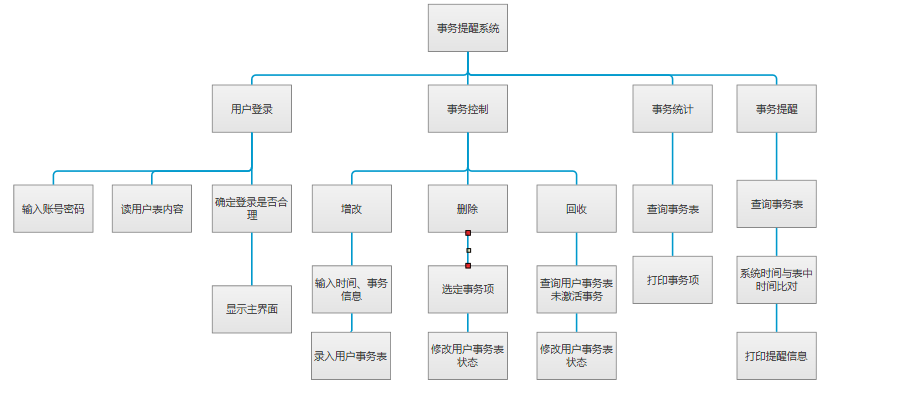 事务提醒系统
用户登录
事务控制
事务统计
事务提醒
输入账号密码
读用户表内容
确定登录是否合
理
增改
删除
回收
查询事务表
查询事务表
显示主界面
输入时间、事务
信息
选定事务项
查询用户事务表
未激活事务
打印事务项
系统时间与表中
时间比对
录入用户事务表
修改用户事务表
状态
修改用户事务表
状态
打印提醒信息